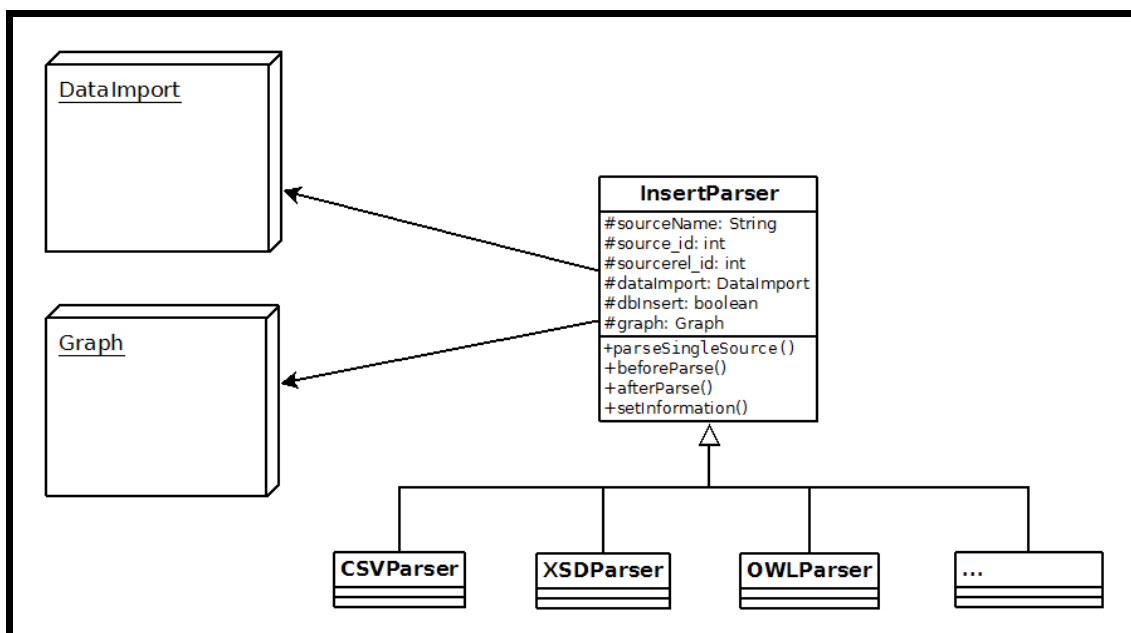 DataImport
Graph
InsertParser
#sourceName: String
#source_id: int
#sourcerel_id: int
#dataImport: DataImport
#dbInsert: boolean
#graph: Graph
+parseSingleSource()
+beforeParse()
+afterParse()
+setInformation()
CSVParser
XSDParser
OWLParser
...